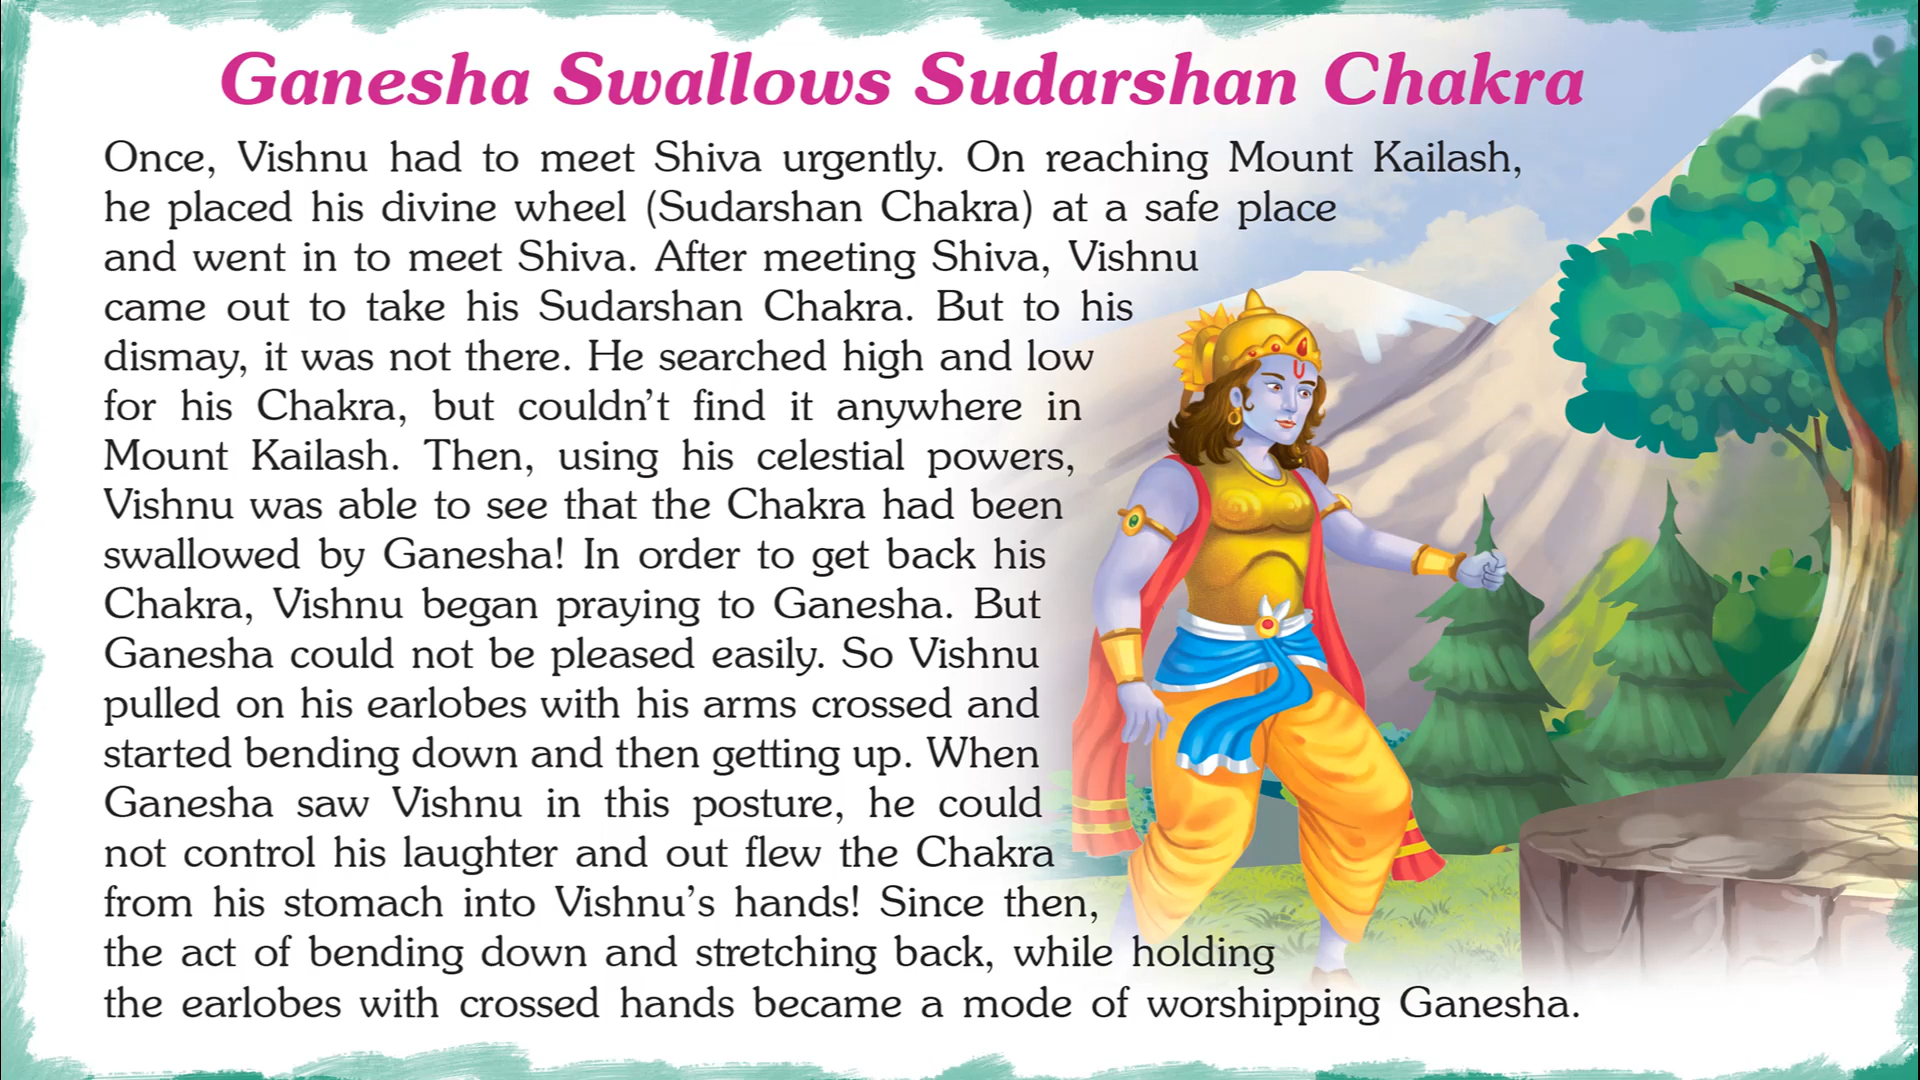 Ganesha Swallows Sudarshan Chakra
Once, Vishnu had to meet Shiva urgently. On reaching Mount Kailash,
he placed his divine wheel (Sudarshan Chakra) at a safe place
and went in to meet Shiva. After meeting Shiva, Vishnu
came out to take his Sudarshan Chakra. But to his
dismay, it was not there. He searched high and low
for his Chakra, but couldn’t find it anywhere in
Mount Kailash. Then, using his celestial powers,
Vishnu was able to see that the Chakra had been
swallowed by Ganesha! In order to get back his
Chakra, Vishnu began praying to Ganesha. But
Ganesha could not be pleased easily. So Vishnu
pulled on his earlobes with his arms crossed and
started bending down and then getting up. When
Ganesha saw Vishnu in this posture, he could
not control his laughter and out flew the Chakra
from his stomach into Vishnu’s hands! Since then,
the act of bending down and stretching back, while holding
the earlobes with crossed hands became a mode of worshipping Ganesha.